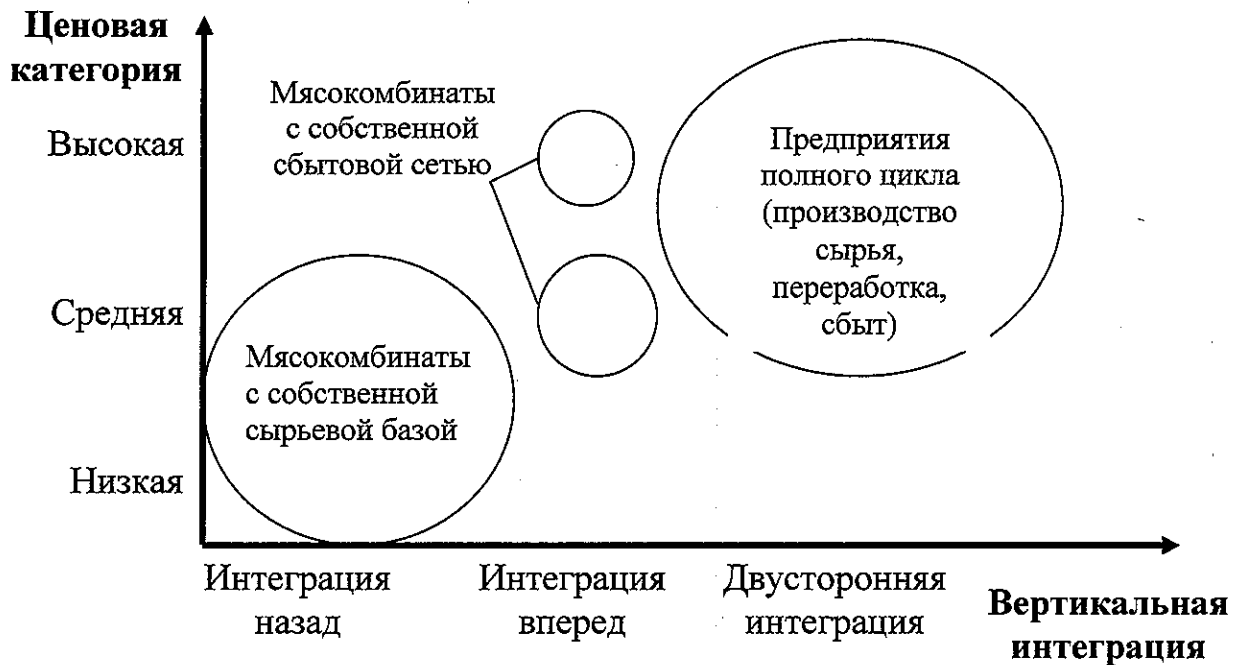 Ценовая
категория
Мясокомбинаты
с собственной
сбытовой сетью
Высокая
Предприятия
полного цикла
(производство
сырья,
переработка,
сбыт)
Средняя
Мясокомбинаты
с собственной
сырьевой базой
Низкая
Интеграция
назад
Интеграция
вперед
Двусторонняя
интеграция
Вертикальная
интеграция